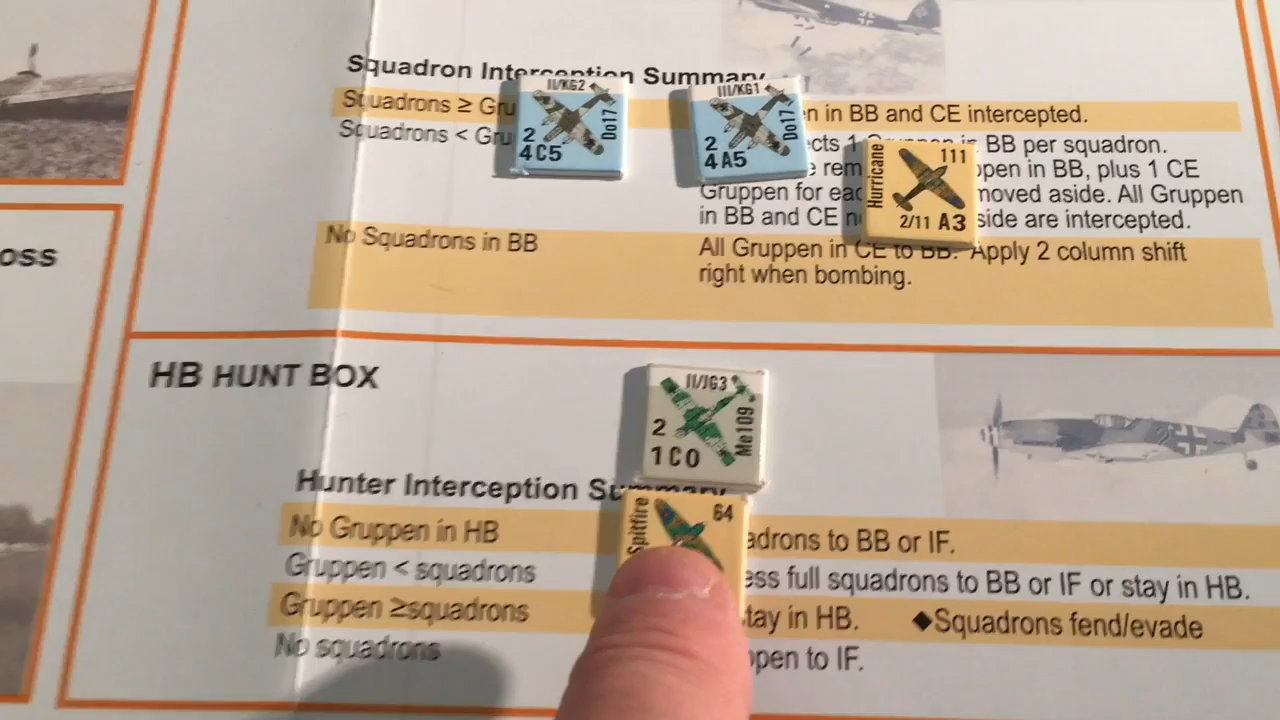 Squadron Interception Summary
Squadrons ≥ Gru
en in BB and CE intercepted.
Squadrons < Gru
cts 1 Gruppen in BB per squadron.
rem
pen in BB, plus 1 CE
Gruppen for eac
moved aside. All Gruppen
in BB and CE n
side are intercepted.
No Squadrons in BB
All Gruppen in CE to BB. Apply 2 column shift
right when bombing.
II/KG2
Do17
2
4C5
III/KG1
Do17
2
4A5
Hurricane
111
2/11 A3
oss
HB HUNT BOX
II/JG3
Me109
2
1C0
Hunter Interception Summary
Spitfire
64
No Gruppen in HB
adrons to BB or IF.
Gruppen < squadrons
ess full squadrons to BB or IF or stay in HB.
Gruppen ≥squadrons
tay in HB. ◆Squadrons fend/evade
No squadrons
ppen to IF.